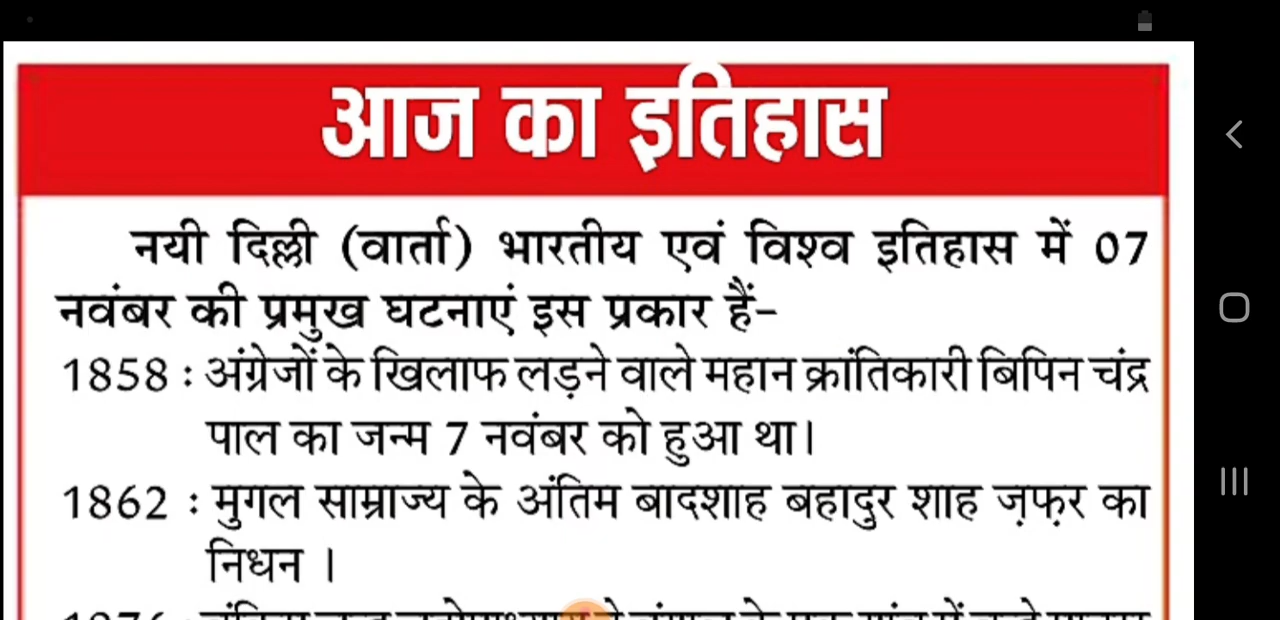 आज का इतिहास
नयी दिल्ली (वार्ता) भारतीय एवं विश्व इतिहास में 07
नवंबर की प्रमुख घटनाएं इस प्रकार हैं-
1858 : अंग्रेजों के खिलाफ लड़ने वाले महान क्रांतिकारी बिपिन चंद्र
पाल का जन्म 7 नवंबर को हुआ था।
1862 : मुगल साम्राज्य के अंतिम बादशाह बहादुर शाह ज़फ़र का
निधन ।